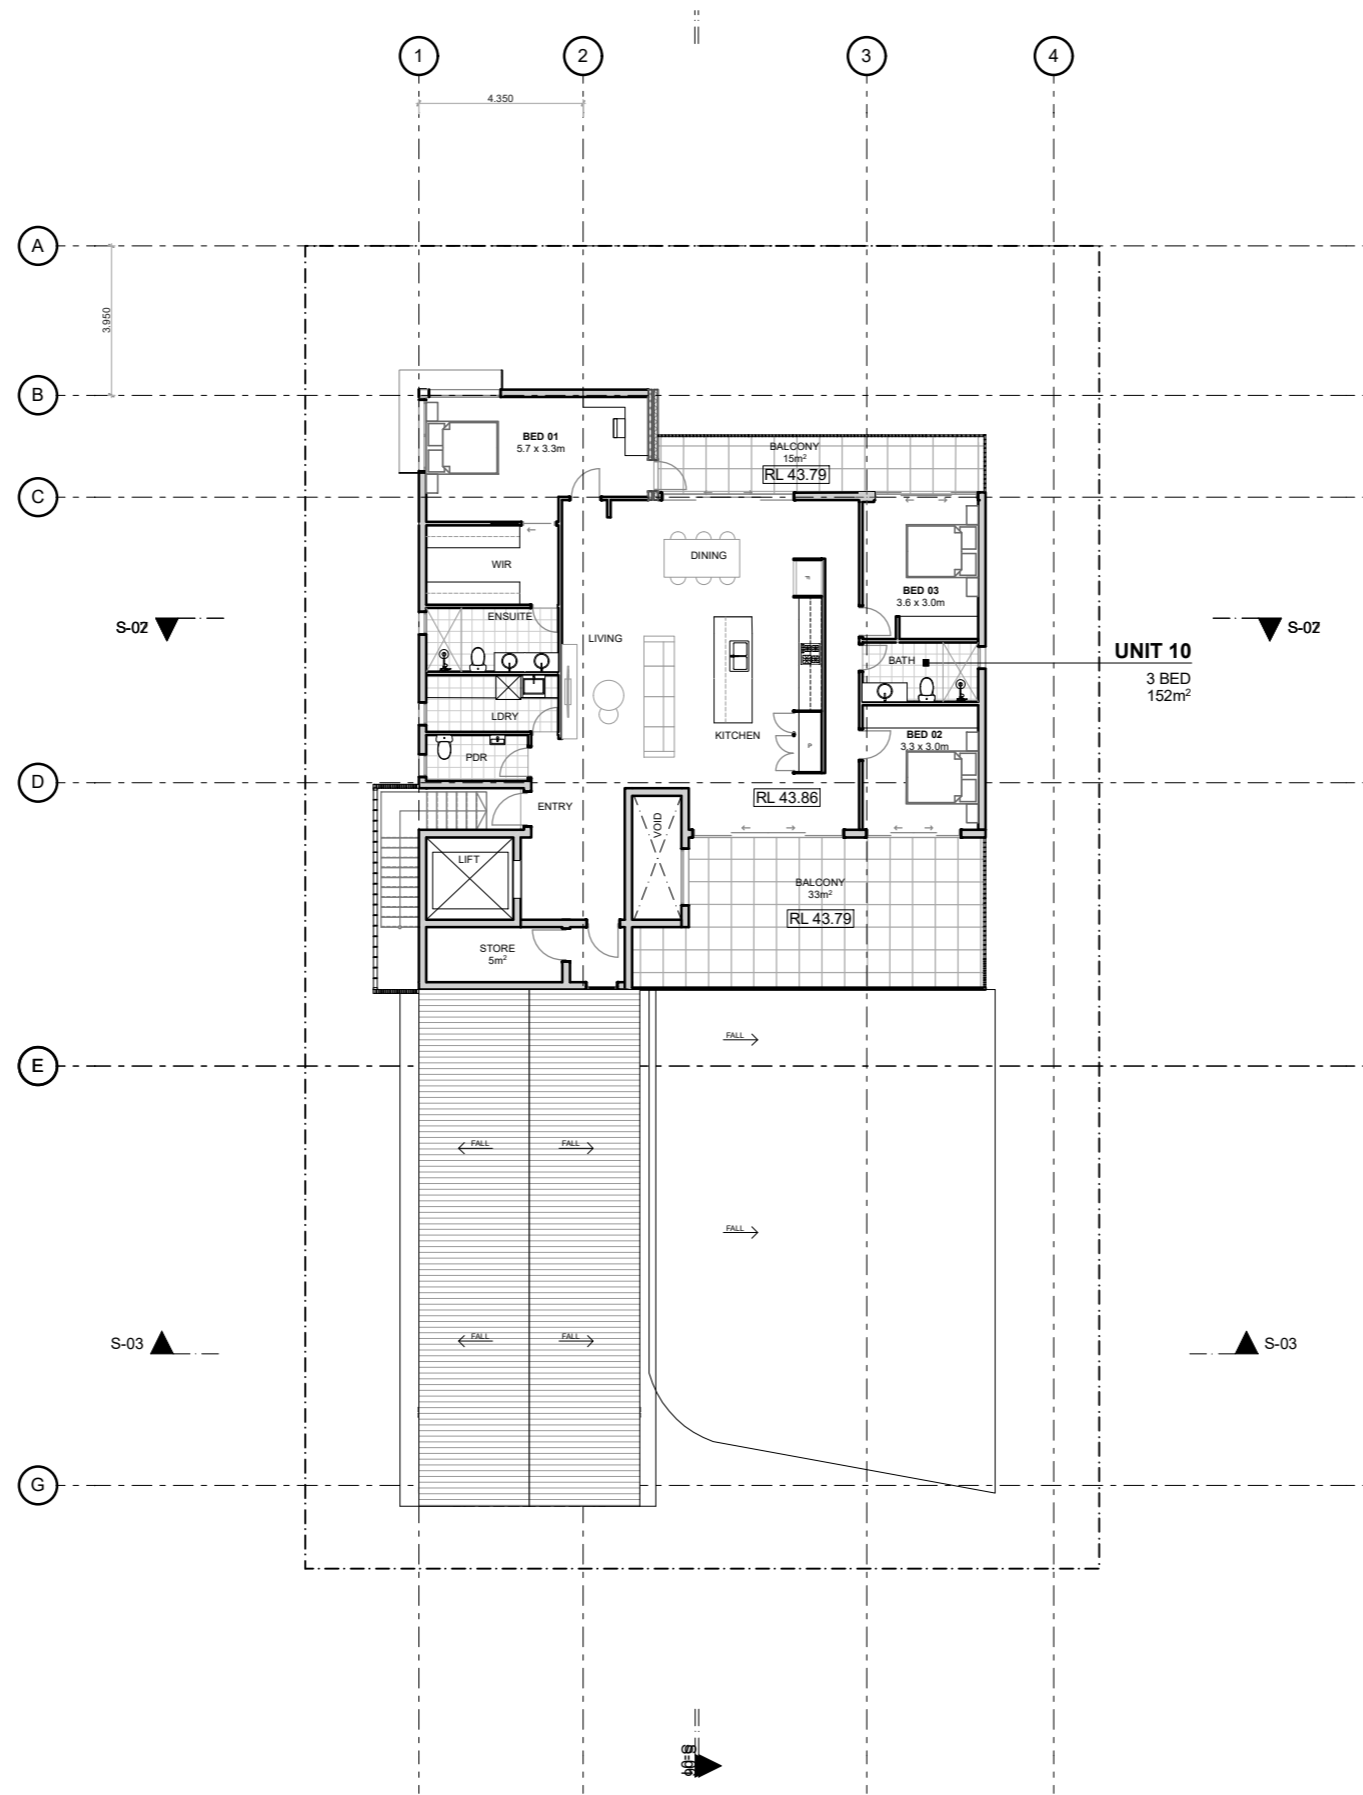 1
2
3
4
4.350
A
3.950
B
BED 01
5.7 x 3.3m
BALCONY
15m²
RL 43.79
C
DINING
F
WIR
BED 03
3.6 x 3.0m
ENSUITE
S-02
LIVING
S-02
UNIT 10
3 BED
152m²
BATH
LDRY
KITCHEN
BED 02
3.3 x 3.0m
P
PDR
D
RL 43.86
ENTRY
VOID
LIFT
BALCONY
33m²
RL 43.79
STORE
5m²
FALL
E
FALL
FALL
FALL
FALL
FALL
S-03
S-03
G